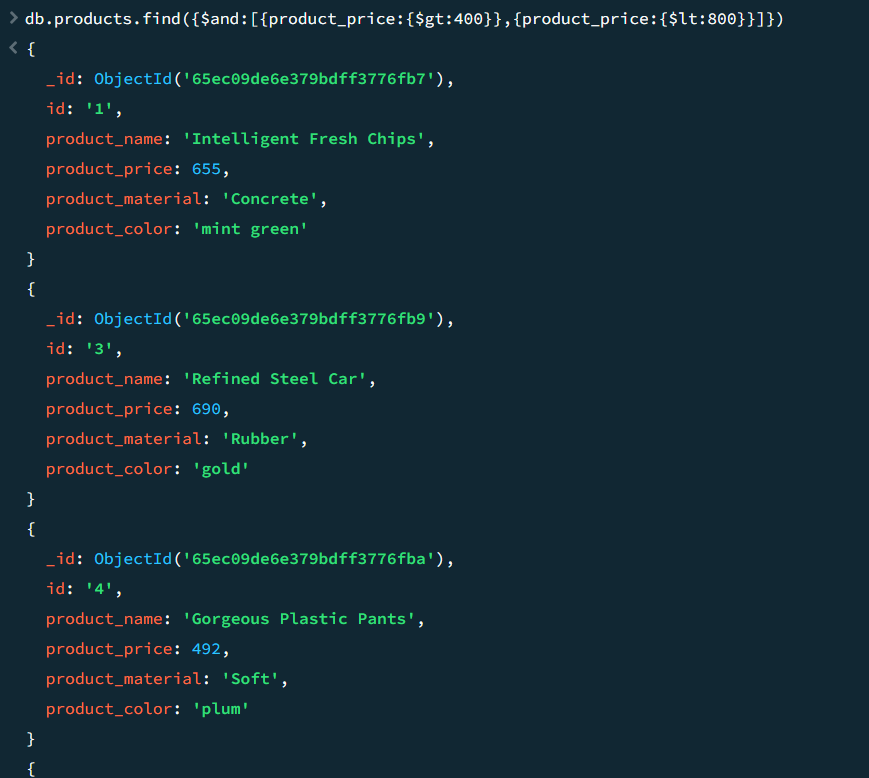 > db.products.find({$and:[{product_price:{$gt:400}},{product_price:{$lt:800}}]})
< {
_id: ObjectId('65ec09de6e379bdff3776fb7'),
id: '1',
product_name: 'Intelligent Fresh Chips',
product_price: 655,
product_material: 'Concrete',
product_color: 'mint green'
}
{
_id: ObjectId('65ec09de6e379bdff3776fb9'),
id: '3',
product_name: 'Refined Steel Car',
product_price: 690,
product_material: 'Rubber',
product_color: 'gold'
}
{
_id: ObjectId('65ec09de6e379bdff3776fba'),
id: '4',
product_name: 'Gorgeous Plastic Pants',
product_price: 492,
product_material: 'Soft',
product_color: 'plum'
}
{